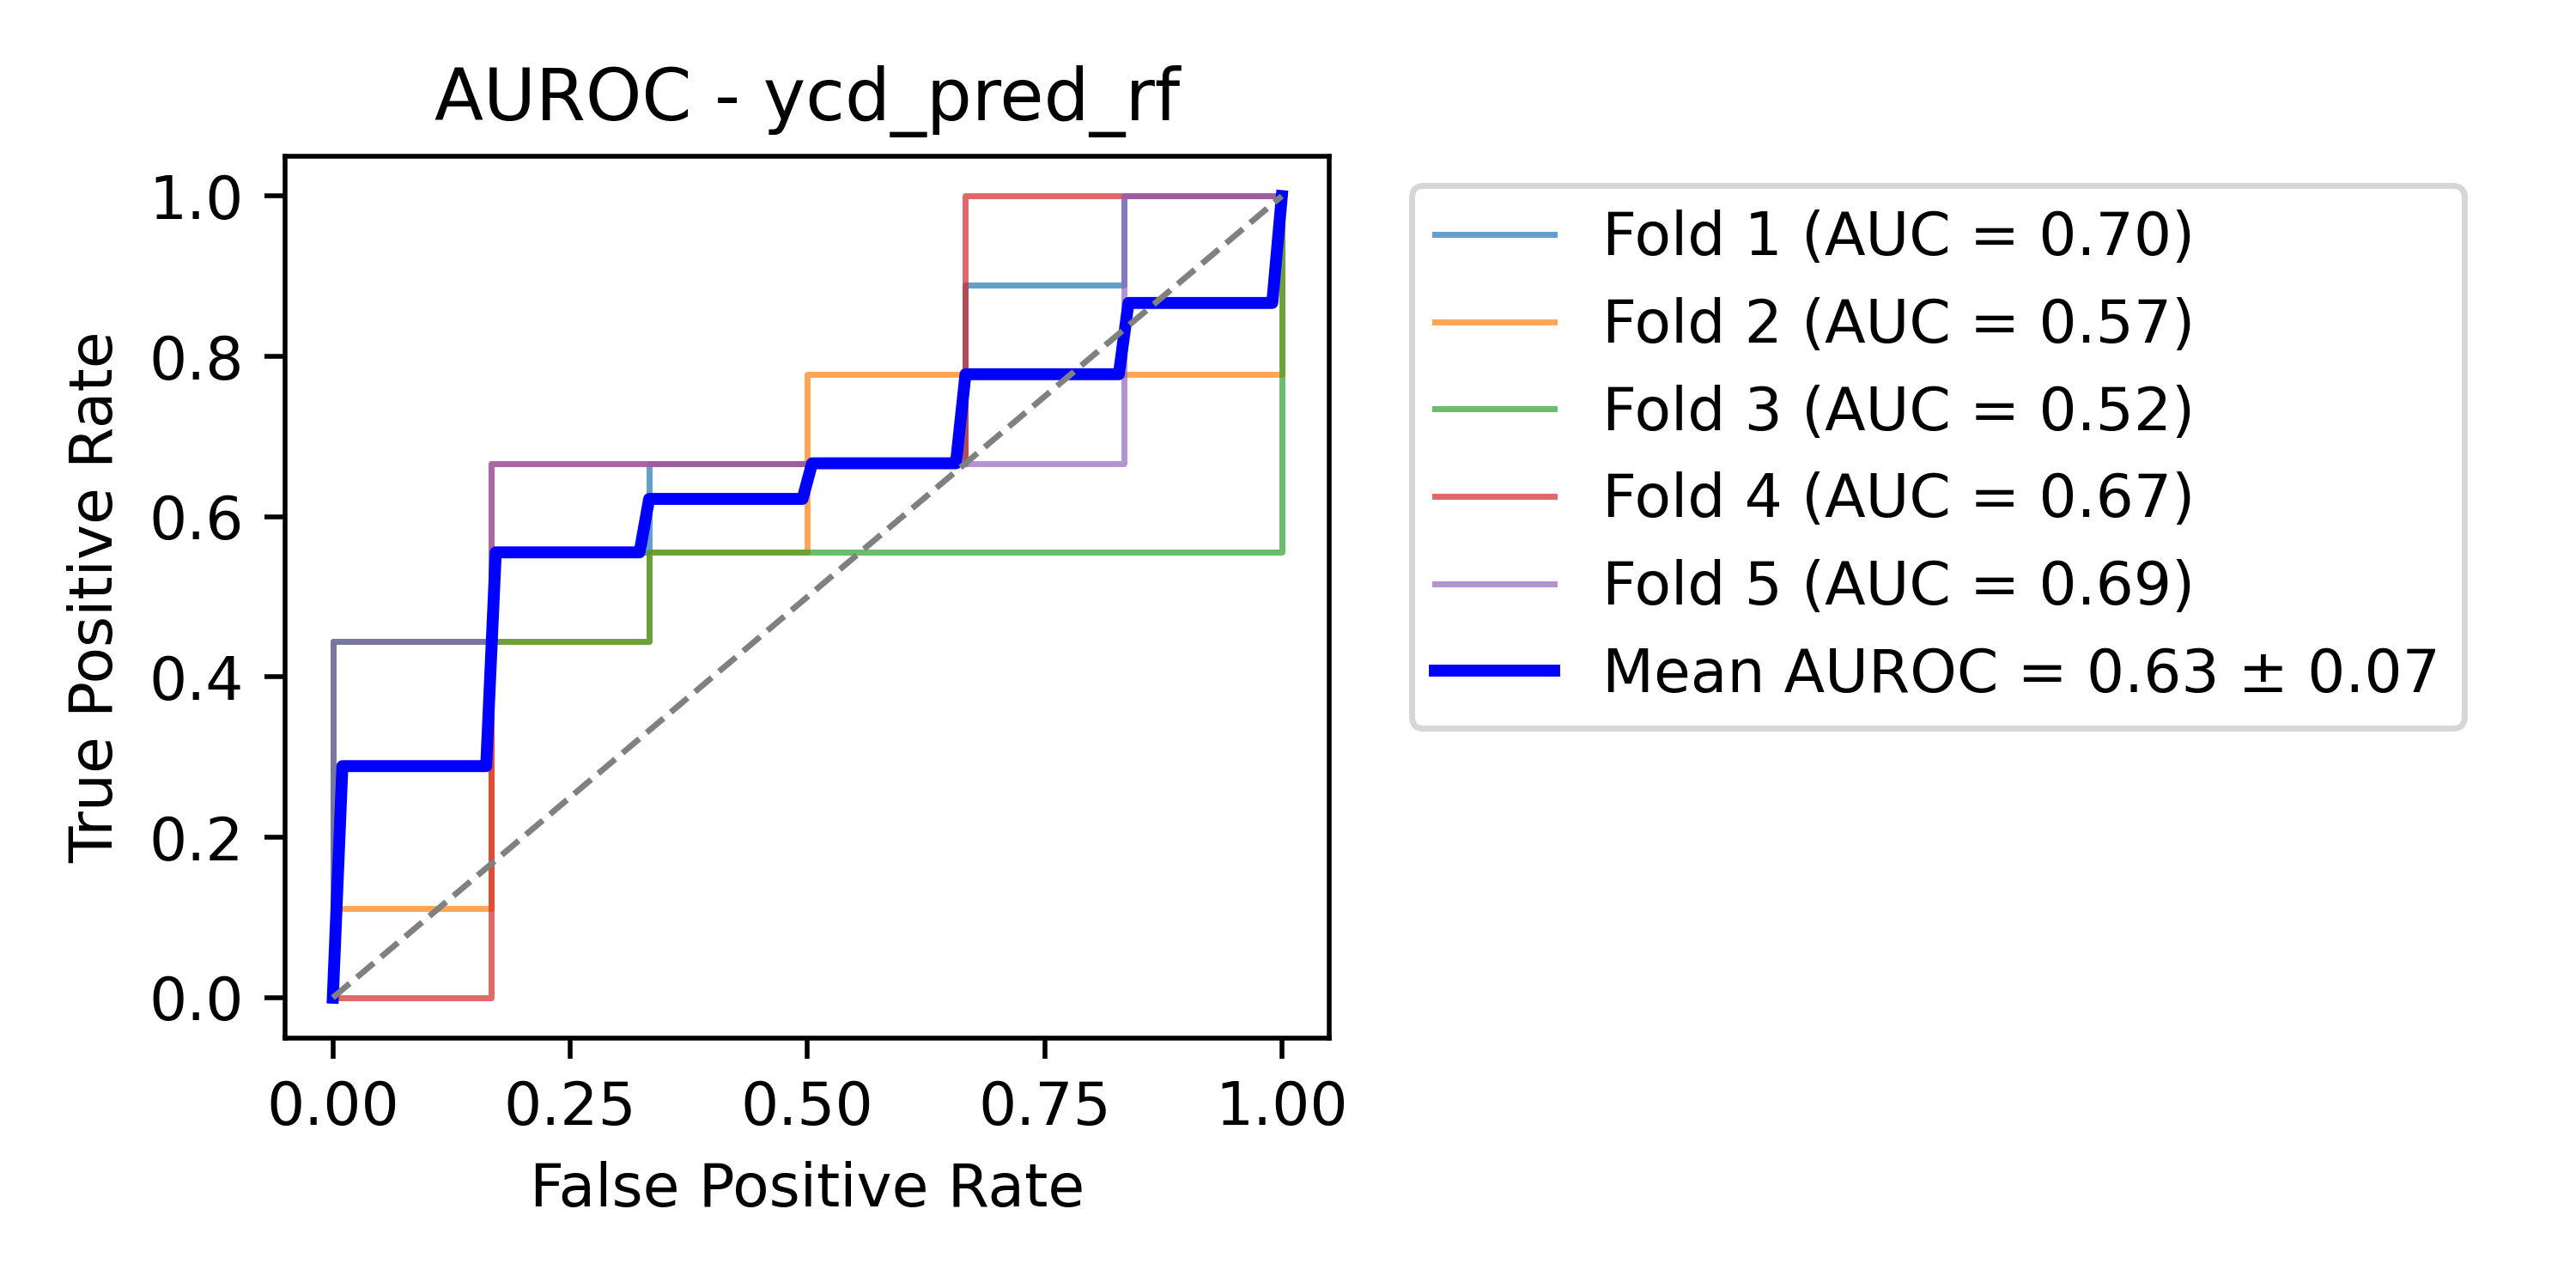 AUROC - ycd_pred_rf
True Positive Rate
1.0
0.8
0.6
0.4
0.2
0.0
0.00 0.25 0.50 0.75 1.00
False Positive Rate
Fold 1 (AUC = 0.70)
Fold 2 (AUC = 0.57)
Fold 3 (AUC = 0.52)
Fold 4 (AUC = 0.67)
Fold 5 (AUC = 0.69)
Mean AUROC = 0.63 ± 0.07